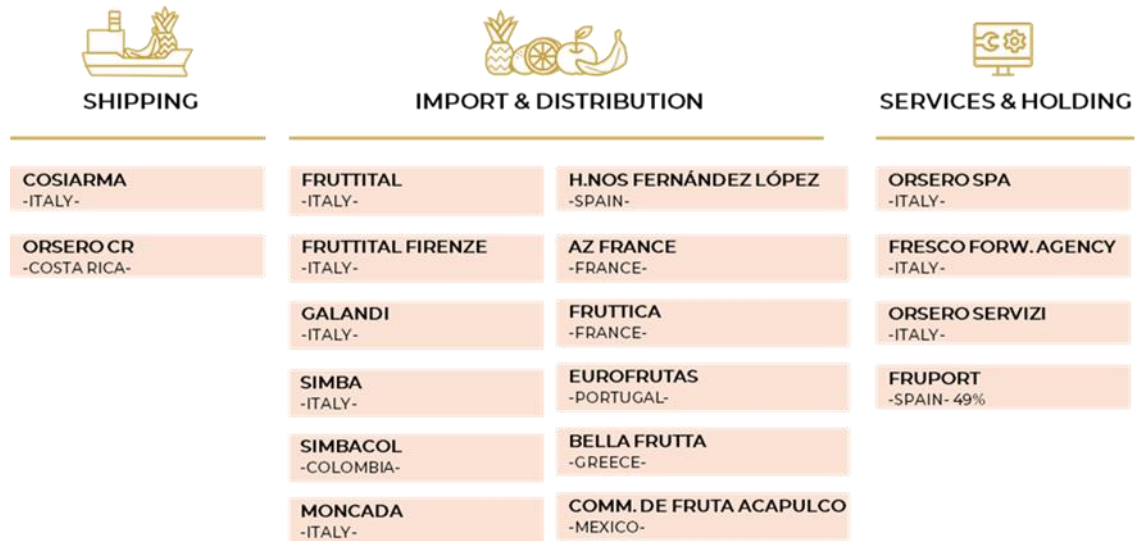 SHIPPING
COSIARMA
-ITALY-
ORSERO CR
-COSTA RICA-
IMPORT & DISTRIBUTION
FRUTTITAL
-ITALY-
FRUTTITAL FIRENZE
-ITALY-
GALANDI
-ITALY-
SIMBA
-ITALY-
SIMBACOL
-COLOMBIA-
MONCADA
-ITALY-
H.NOS FERNÁNDEZ LÓPEZ
-SPAIN-
AZ FRANCE
-FRANCE-
FRUTTICA
-FRANCE-
EUROFRUTAS
-PORTUGAL-
BELLA FRUTTA
-GREECE-
COMM. DE FRUTA ACAPULCO
-MEXICO-
SERVICES & HOLDING
ORSERO SPA
-ITALY-
FRESCO FORW. AGENCY
-ITALY-
ORSERO SERVIZI
-ITALY-
FRUPORT
-SPAIN- 49%